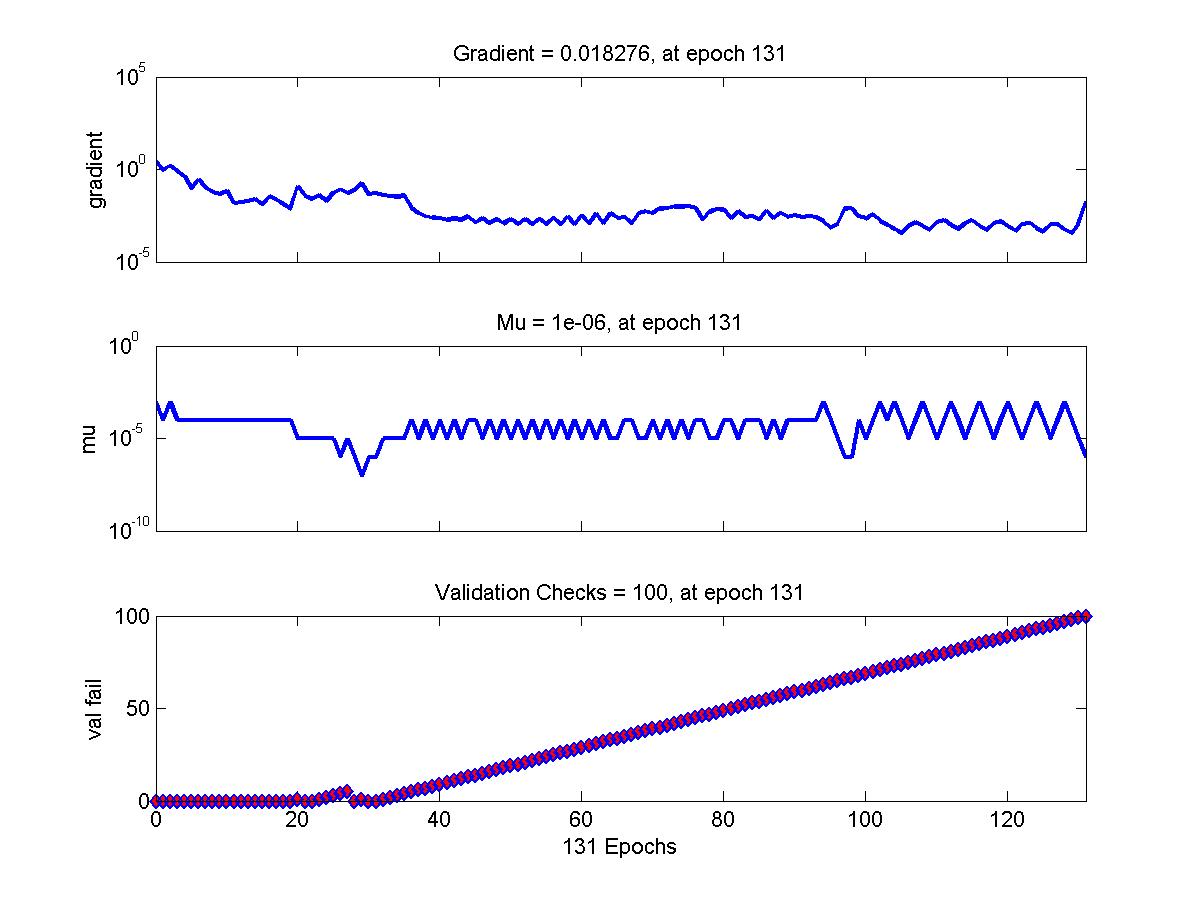 Gradient = 0.018276, at epoch 131
10^5
10^0
10^-5
gradient
Mu = 1e-06, at epoch 131
10^0
10^-5
10^-10
mu
Validation Checks = 100, at epoch 131
100
50
0
val fail
0 20 40 60 80 100 120
131 Epochs